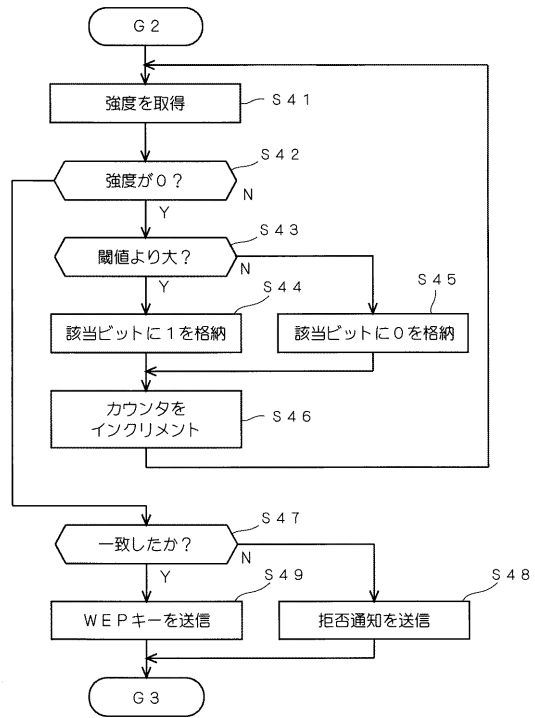 G2
強度を取得
S41
S42
強度が0?
N
Y
S43
閾値より大?
N
Y
S44
S45
該当ビットに1を格納
該当ビットに0を格納
カウンタを
インクリメント
S46
S47
一致したか?
N
Y
S49
S48
WEPキーを送信
拒否通知を送信
G3